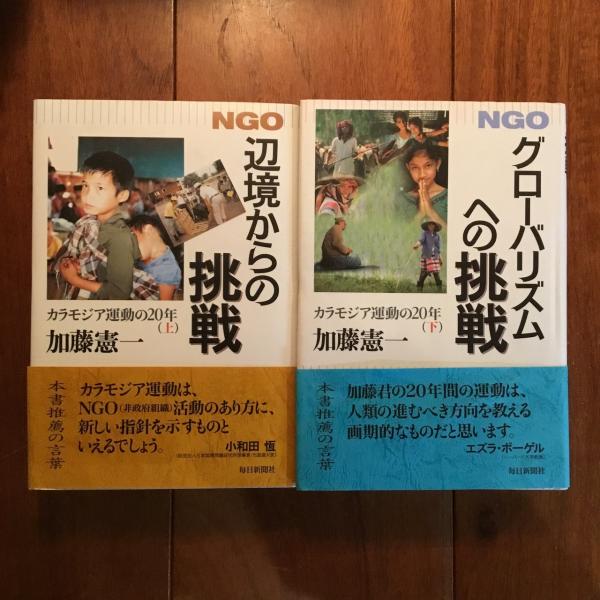 NGO
辺境からの
挑戦
カラモジア運動の20年
(上)
加藤憲一
本書推薦の言葉
カラモジア運動は、
NGO(非政府組織)活動のあり方に、
新しい指針を示すものと
いえるでしょう。
小和田 恆
毎日新聞社
NGO
グローバリズム
への挑戦
カラモジア運動の20年
(下)
加藤憲一
本書推薦の言葉
加藤君の20年間の運動は、
人類の進むべき方向を教える
画期的なものだと思います。
エズラ・ボーゲル
毎日新聞社